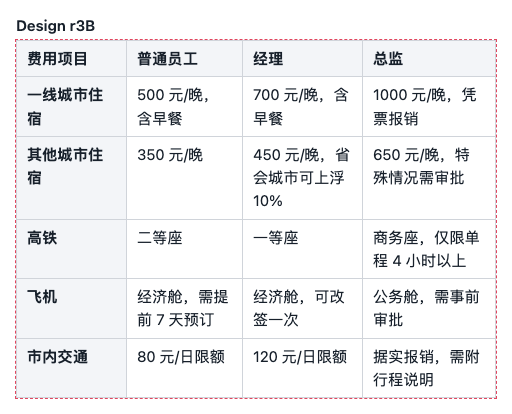 Design r3B
费用项目 普通员工 经理 总监
一线城市住宿 500 元/晚，含早餐 700 元/晚，含早餐 1000 元/晚，凭票报销
其他城市住宿 350 元/晚 450 元/晚，省会城市可上浮 10% 650 元/晚，特殊情况需审批
高铁 二等座 一等座 商务座，仅限单程 4 小时以上
飞机 经济舱，需提前 7 天预订 经济舱，可改签一次 公务舱，需事前审批
市内交通 80 元/日限额 120 元/日限额 据实报销，需附行程说明